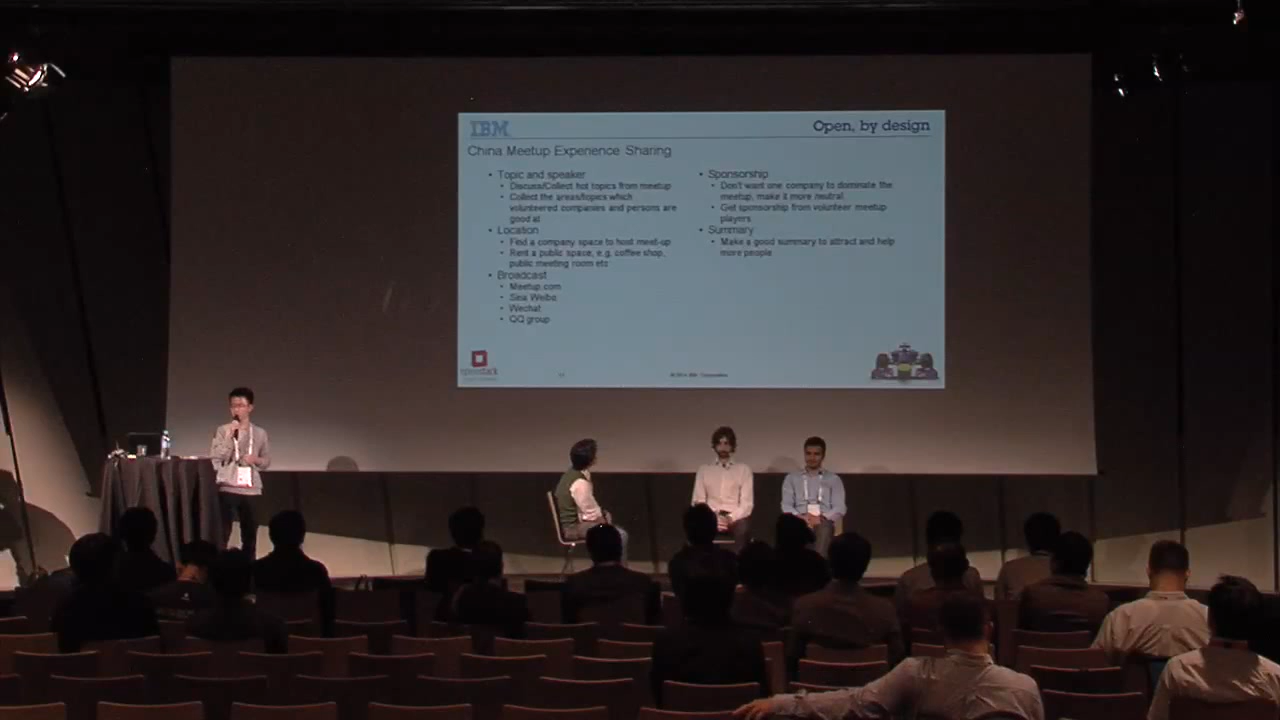 IBM
Open, by design
China Meetup Experience Sharing
• Topic and speaker
• Discuss/Collect hot topics from meetup
• Collect the areas/topics which
volunteered companies and persons are
good at
• Location
• Find a company space to host meet-up
• Rent a public space, e.g. coffee shop,
public meeting room etc
• Broadcast
• Meetup.com
• Sina Weibo
• Wechat
• QQ group
• Sponsorship
• Don't want one company to dominate the
meetup, make it more neutral
• Get sponsorship from volunteer meetup
players
• Summary
• Make a good summary to attract and help
more people
openstack